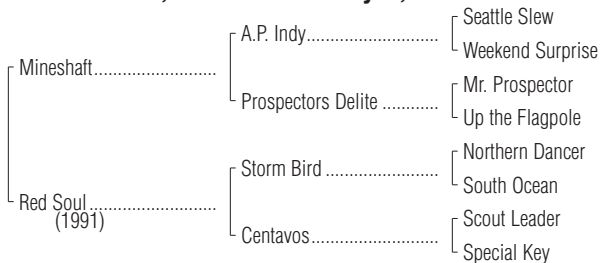 Seattle Slew
A.P. Indy
Weekend Surprise
Mineshaft
Mr. Prospector
Prospectors Delite
Up the Flagpole
Northern Dancer
Storm Bird
South Ocean
Red Soul
(1991)
Scout Leader
Centavos
Special Key